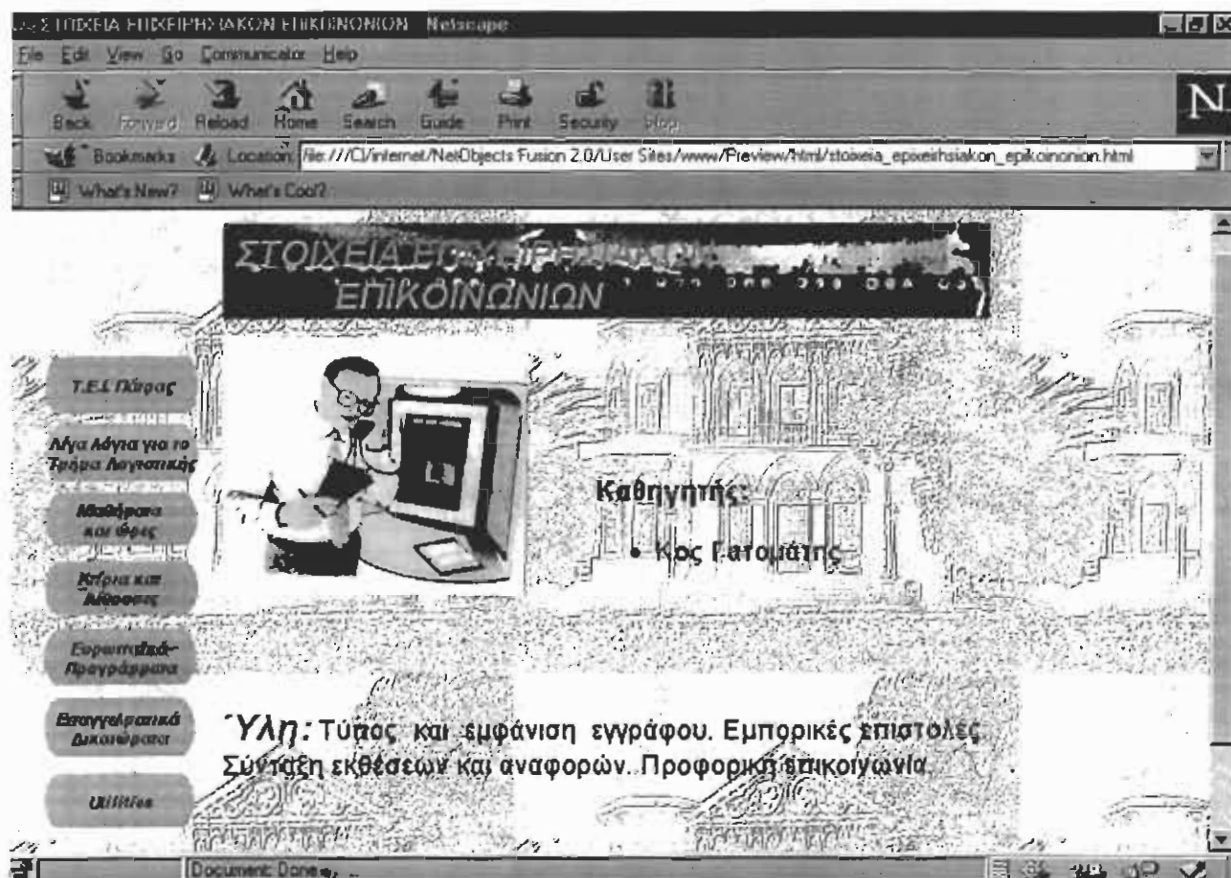 ΣΤΟΙΧΕΙΑ ΕΠΙΧΕΙΡΗΣΙΑΚΩΝ ΕΠΙΚΟΙΝΩΝΙΩΝ Netscape
File Edit View Go Communicator Help
Back Forward Reload Home Search Guide Print Security Stop
Bookmarks Location: file:///C|/internet/NetObjects Fusion 2.0/User Sites/www/Preview/html/stoixeia_epixeirhsiakon_epikoinonion.html
What's New? What's Cool?
N
ΣΤΟΙΧΕΙΑ
ΕΠΙΚΟΙΝΩΝΙΩΝ
Τ.Ε.Ι. Πάτρας
Λίγα λόγια για το
Τμήμα Λογιστικής
Μαθήματα
και ώρες
Κτίρια και
Αίθουσες
Ευρωπαϊκά
Προγράμματα
Επαγγελματικά
Δικαιώματα
Utilities
Καθηγητής:
• Κος Γατομάτης
Ύλη: Τύπος και εμφάνιση εγγράφου. Εμπορικές επιστολές.
Σύνταξη εκθέσεων και αναφορών. Προφορική επικοινωνία.
Document: Done